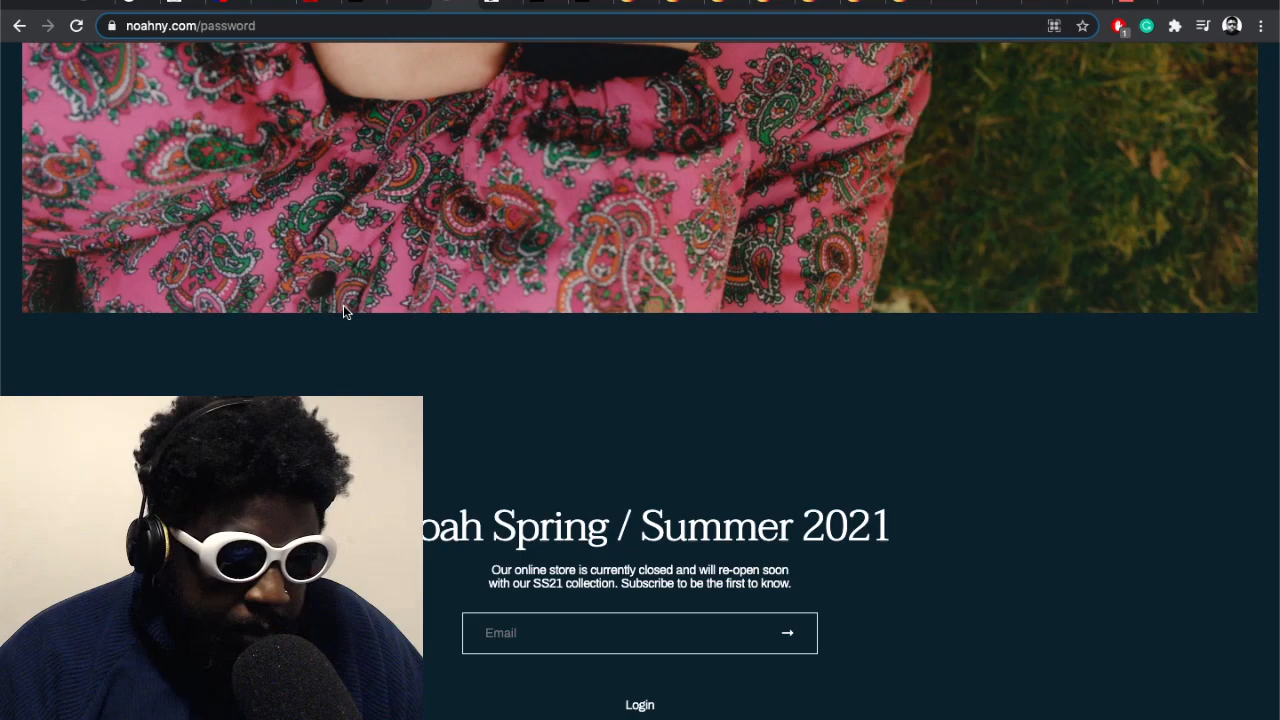 noahny.com/password
1
oah Spring / Summer 2021
Our online store is currently closed and will re-open soon
with our SS21 collection. Subscribe to be the first to know.
Email
Login